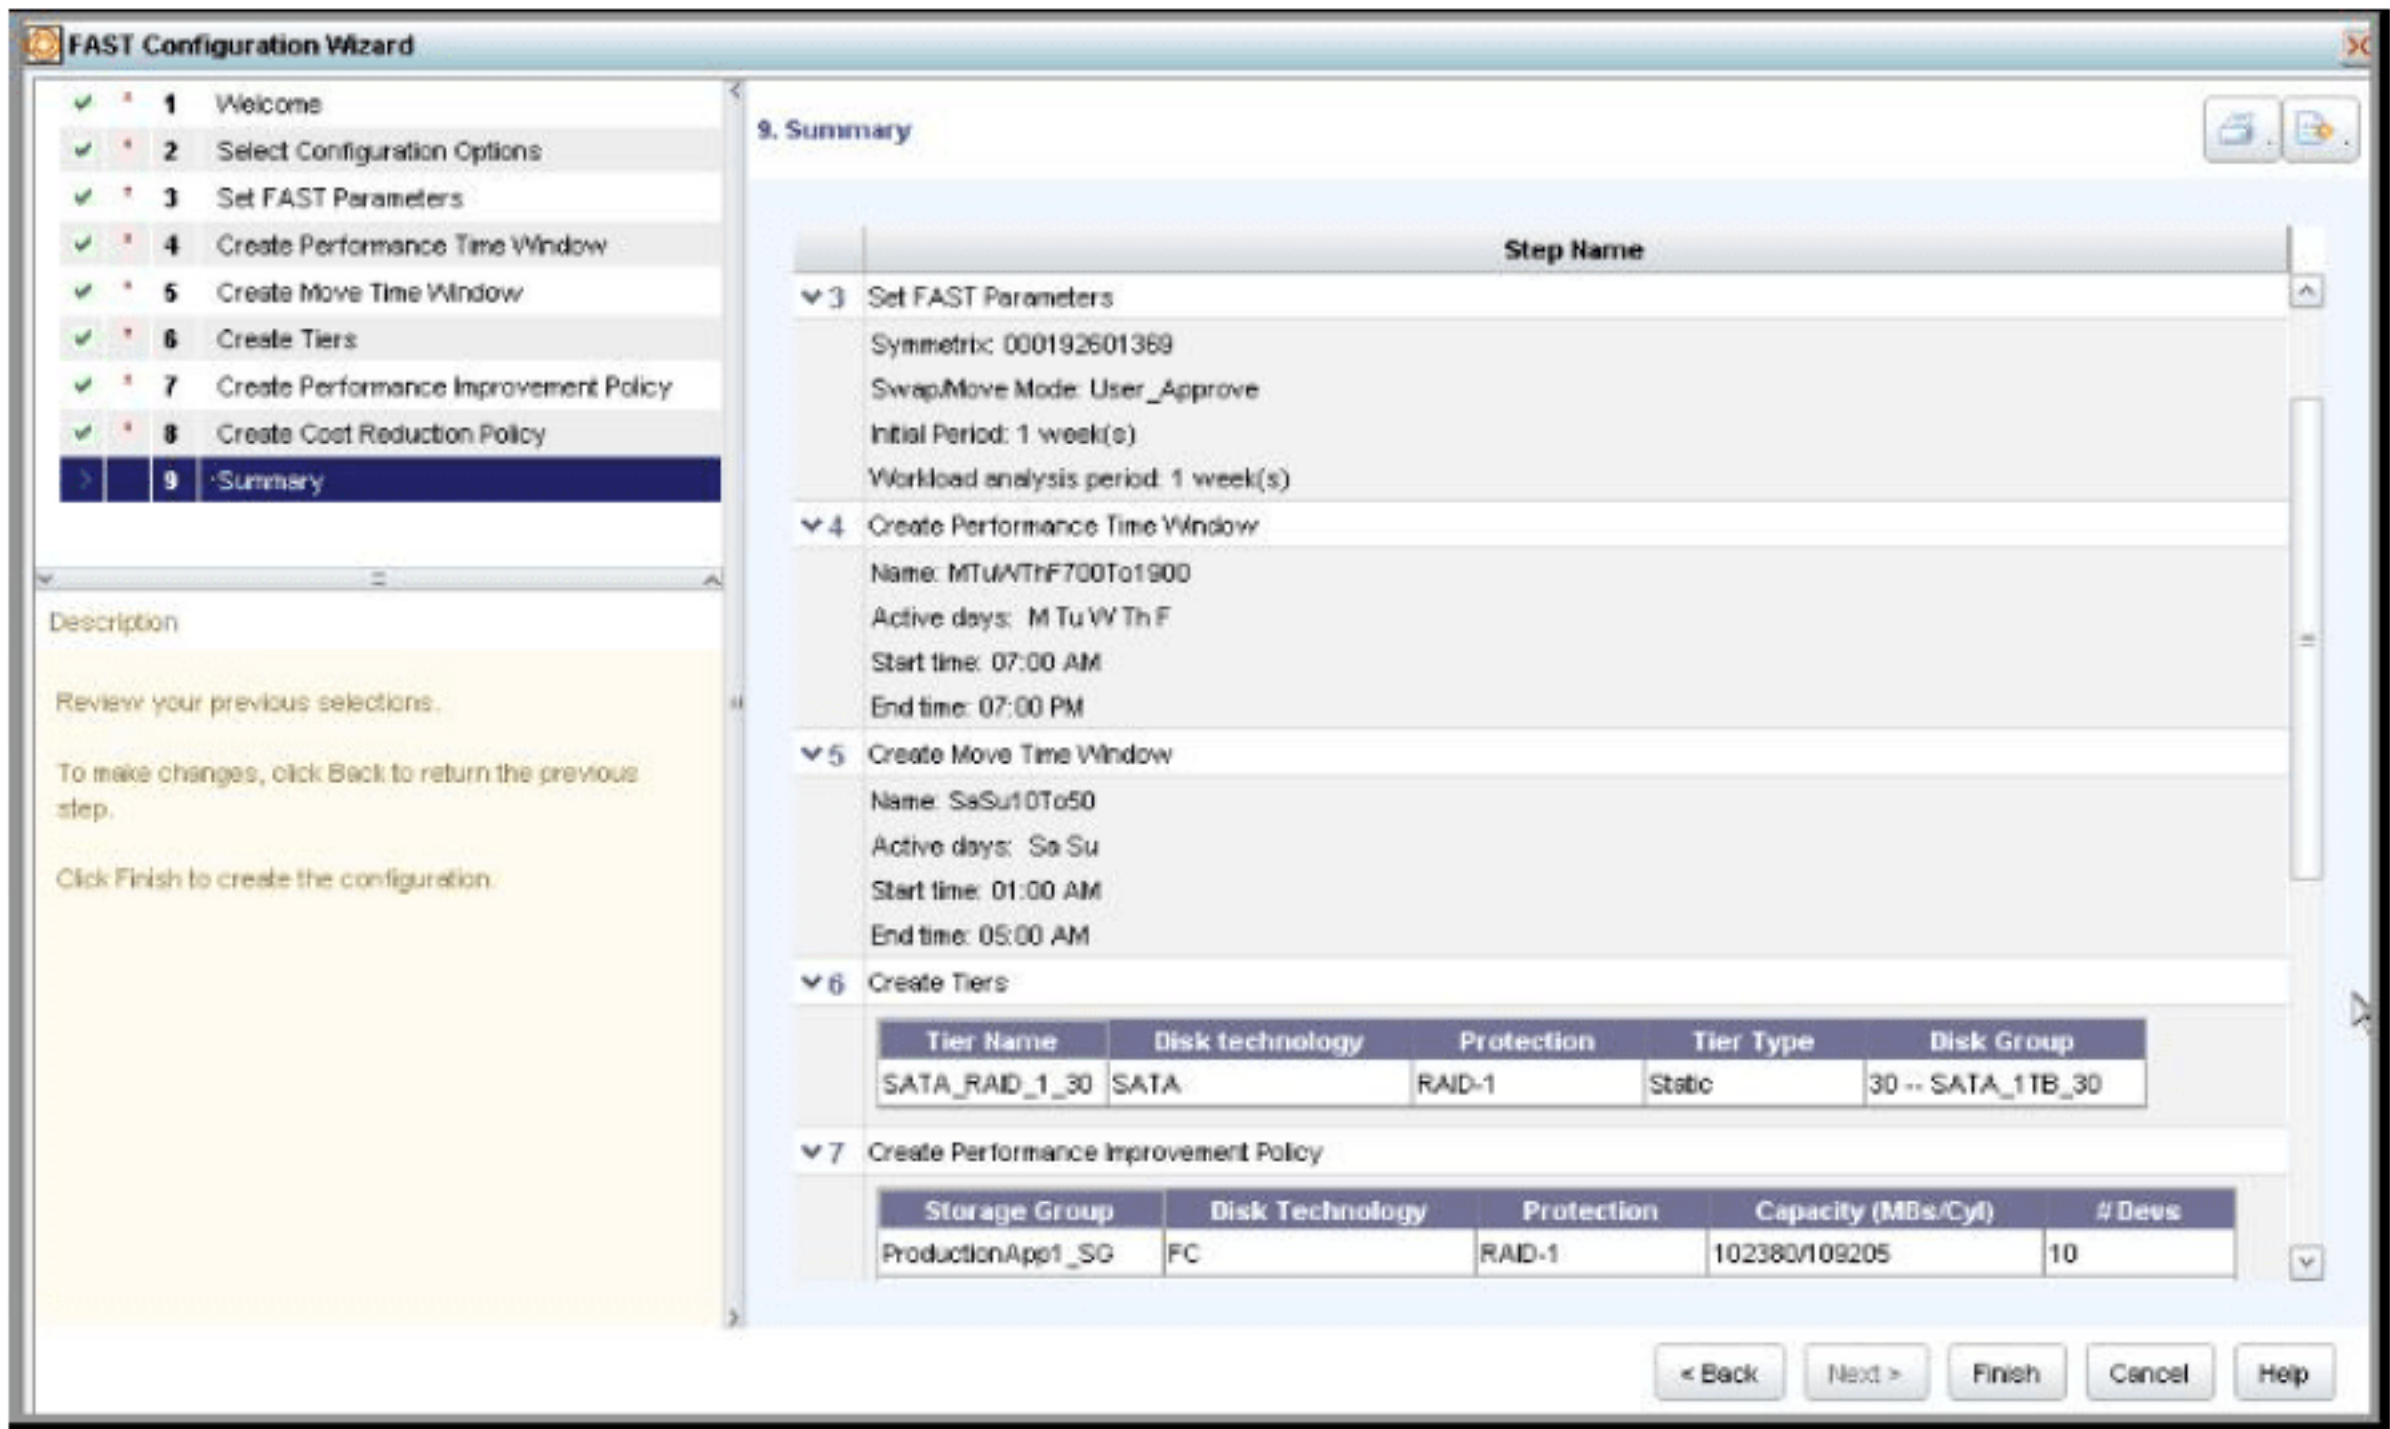 FAST Configuration Wizard
1 Welcome
2 Select Configuration Options
3 Set FAST Parameters
4 Create Performance Time Window
5 Create Move Time Window
6 Create Tiers
7 Create Performance Improvement Policy
8 Create Cost Reduction Policy
9 Summary
Description
Review your previous selections.
To make changes, click Back to return the previous
step.
Click Finish to create the configuration.
9. Summary
Step Name
3 Set FAST Parameters
Symmetrix: 000192601369
Swap/Move Mode: User_Approve
Initial Period: 1 week(s)
Workload analysis period: 1 week(s)
4 Create Performance Time Window
Name: MTuWThF700To1900
Active days: M Tu W Th F
Start time: 07:00 AM
End time: 07:00 PM
5 Create Move Time Window
Name: SaSu10To50
Active days: Sa Su
Start time: 01:00 AM
End time: 05:00 AM
6 Create Tiers
Tier Name Disk technology Protection Tier Type Disk Group
SATA_RAID_1_30 SATA RAID-1 Static 30 -- SATA_1TB_30
7 Create Performance Improvement Policy
Storage Group Disk Technology Protection Capacity (MBs/Cyl) # Devs
ProductionApp1_SG FC RAID-1 102380/109205 10
< Back Next > Finish Cancel Help